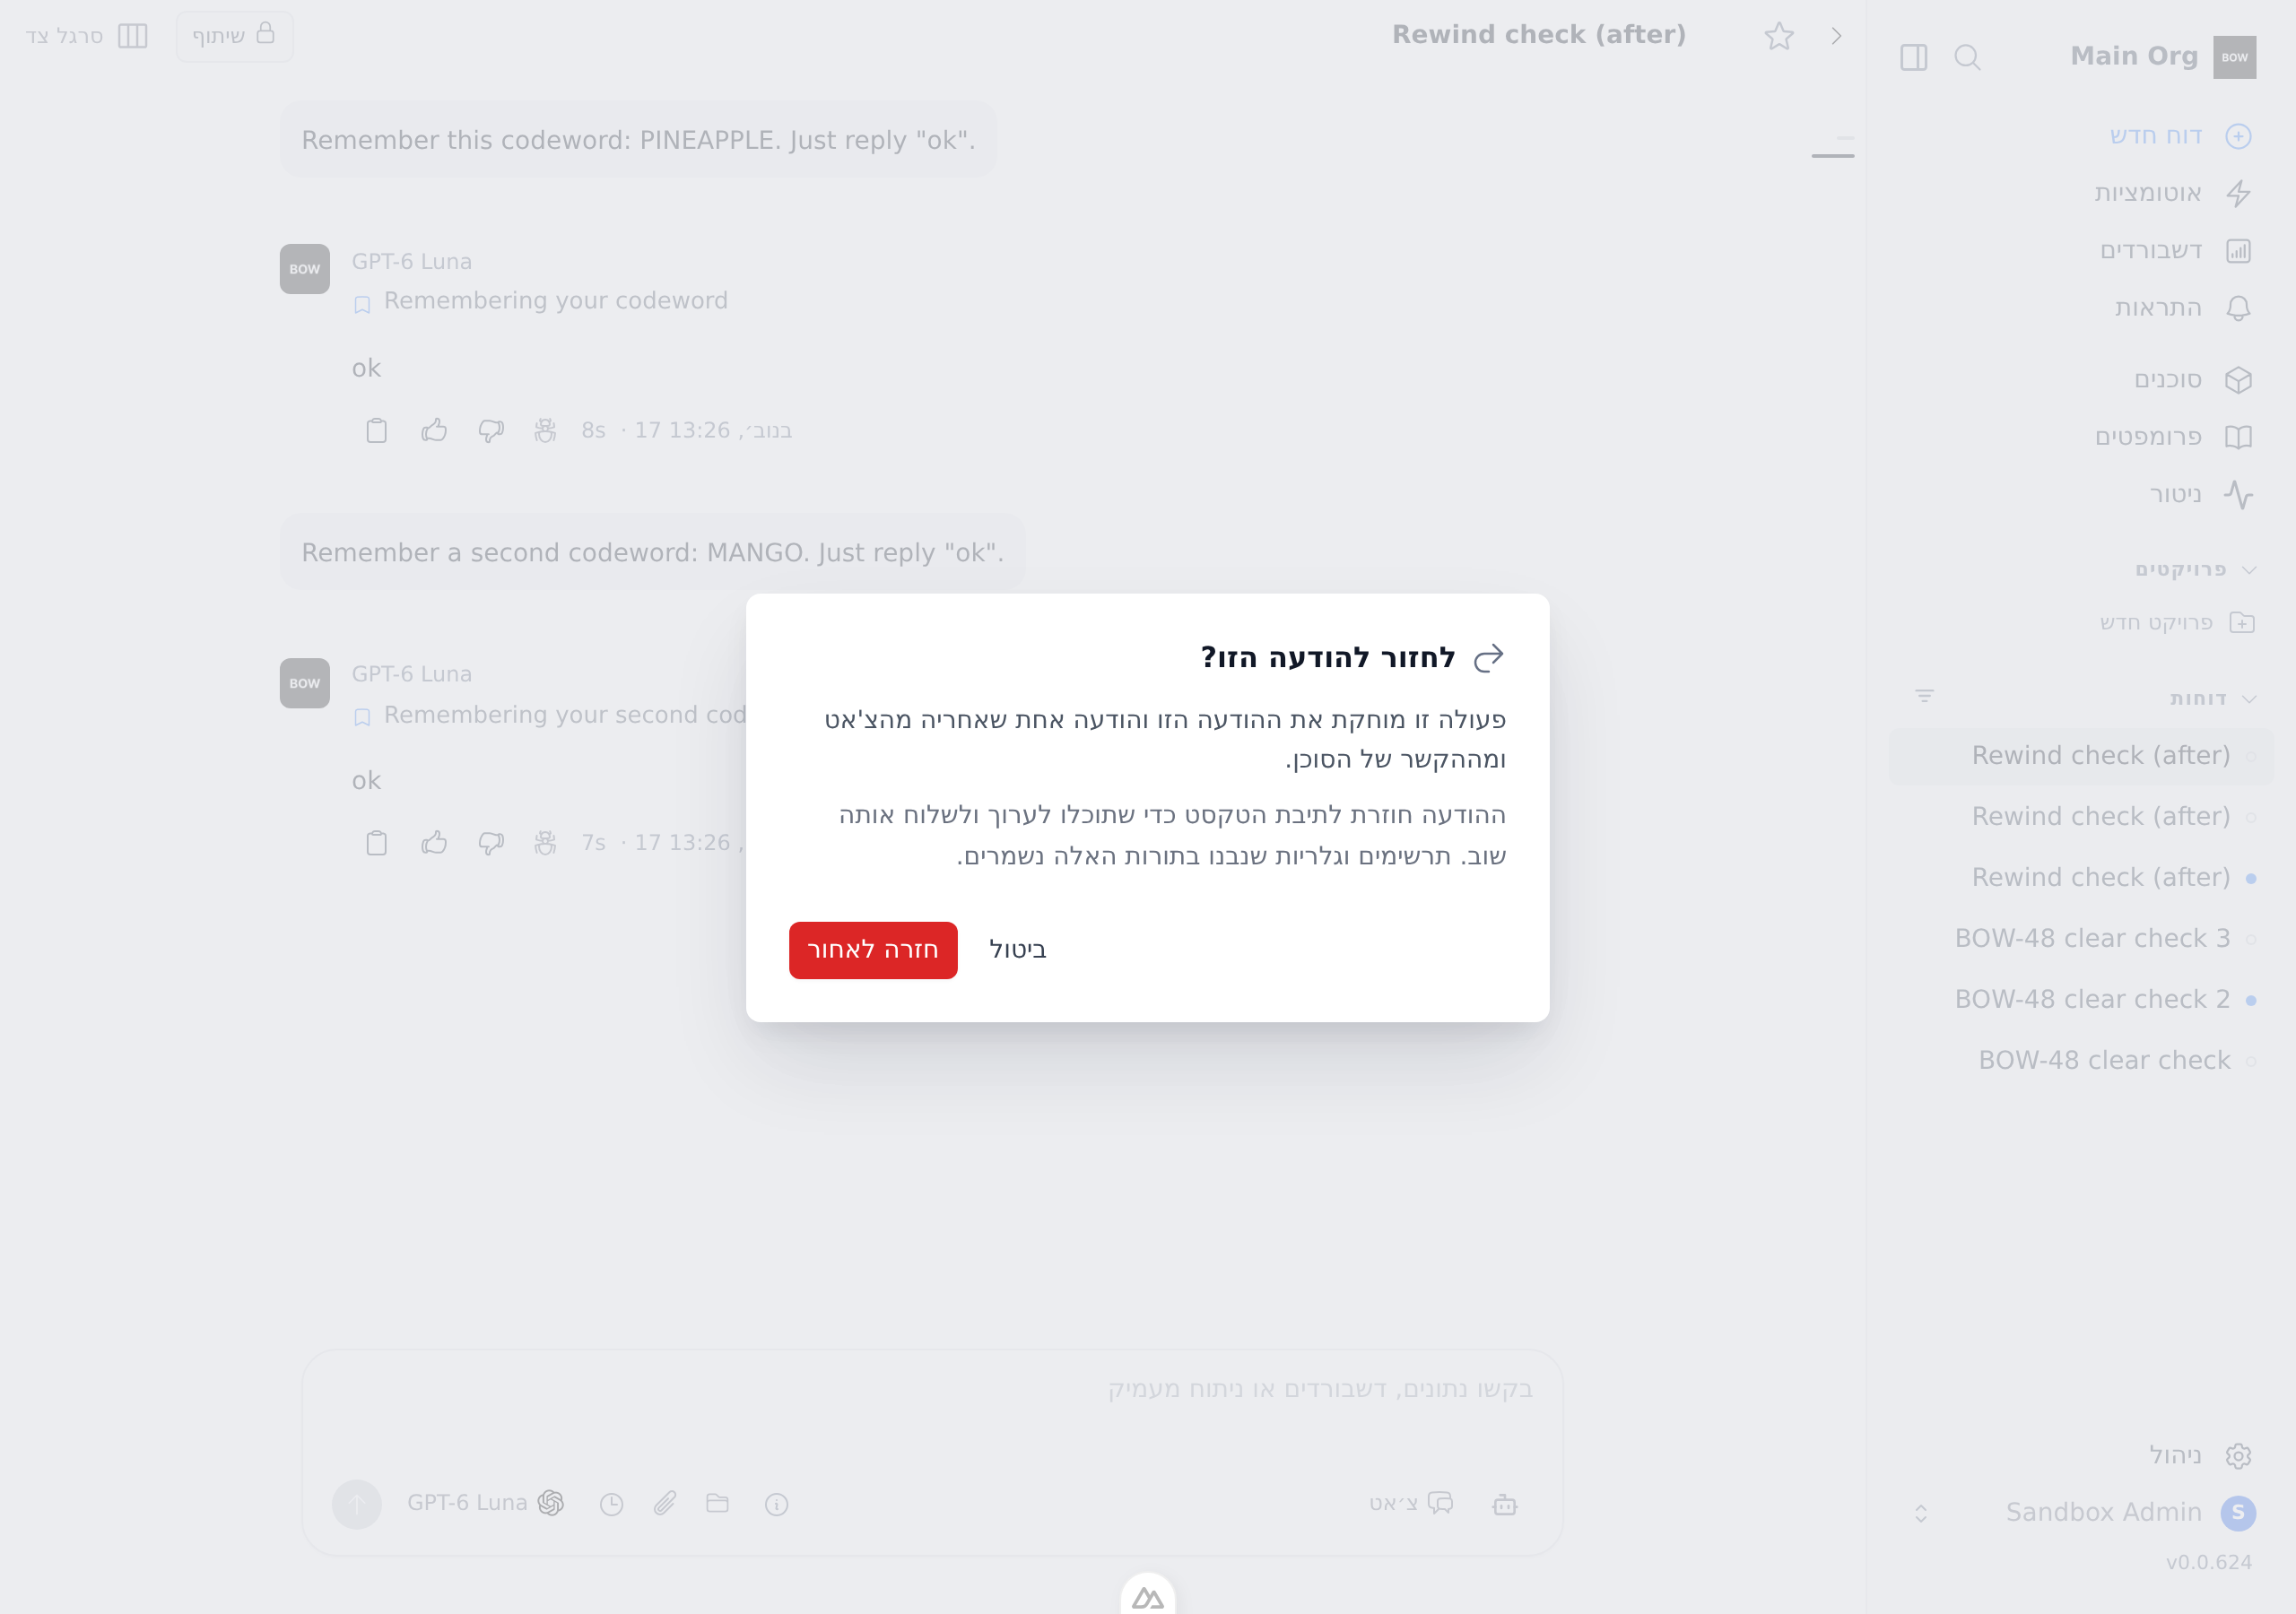 BOW
Main Org
דוח חדש
אוטומציות
דשבורדים
התראות
סוכנים
פרומפטים
ניטור
פרויקטים
פרויקט חדש
דוחות
Rewind check (after)
Rewind check (after)
Rewind check (after)
BOW-48 clear check 3
BOW-48 clear check 2
BOW-48 clear check
ניהול
S Sandbox Admin
v0.0.624
Rewind check (after)
שיתוף
סרגל צד
Remember this codeword: PINEAPPLE. Just reply "ok".
BOW
GPT-6 Luna
Remembering your codeword
ok
8s · 17 בנוב׳, 13:26
Remember a second codeword: MANGO. Just reply "ok".
BOW
GPT-6 Luna
Remembering your second cod
ok
7s · 17 13:26 ,
לחזור להודעה הזו?
פעולה זו מוחקת את ההודעה הזו והודעה אחת שאחריה מהצ'אט
ומההקשר של הסוכן.
ההודעה חוזרת לתיבת הטקסט כדי שתוכלו לערוך ולשלוח אותה
שוב. תרשימים וגלריות שנבנו בתורות האלה נשמרים.
ביטול
חזרה לאחור
בקשו נתונים, דשבורדים או ניתוח מעמיק
צ׳אט
GPT-6 Luna